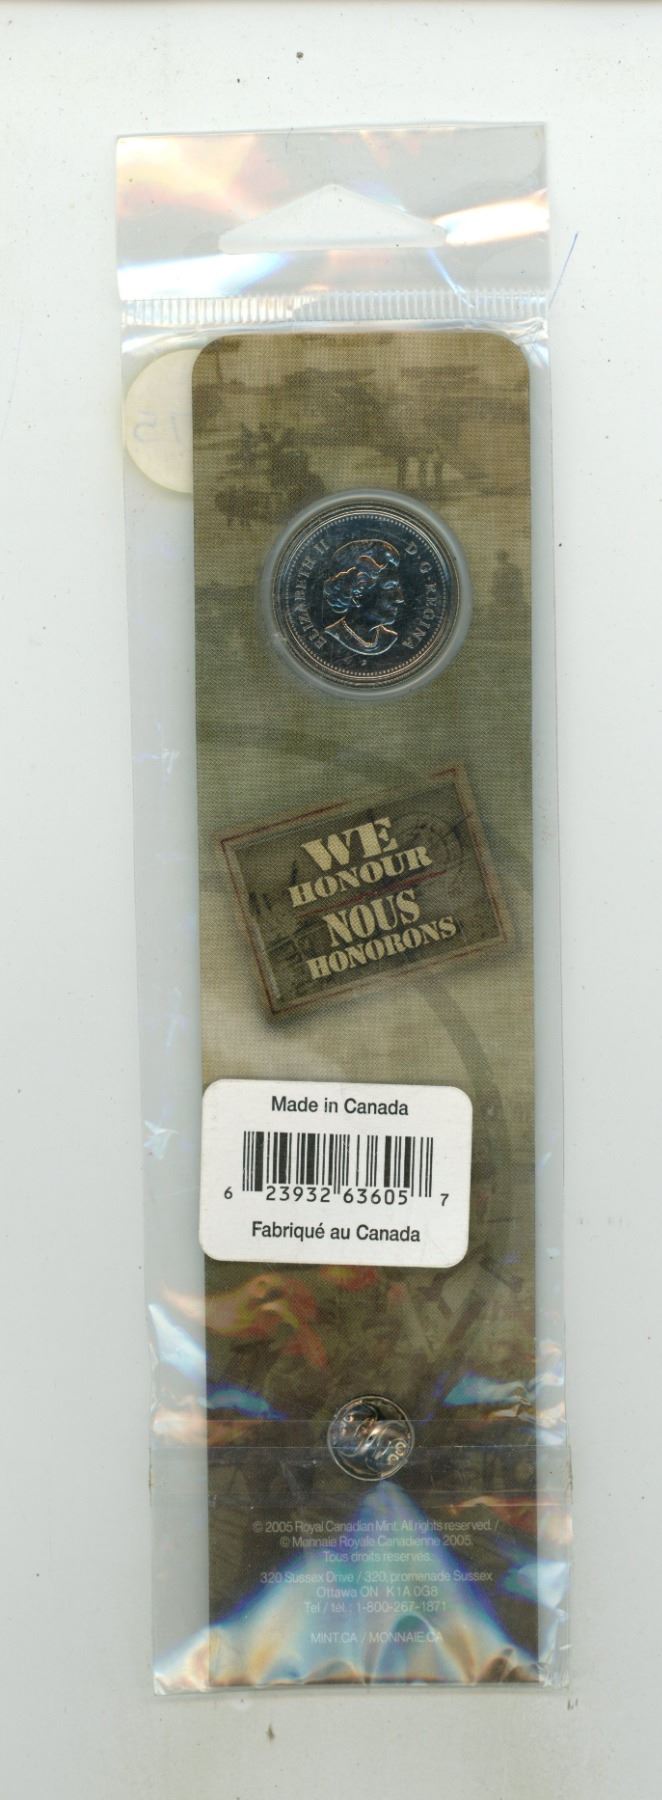 ELIZABETH II D·G·REGINA
WE
HONOUR
NOUS
HONORONS
Made in Canada
6 23932 63605 7
Fabriqué au Canada
© 2005 Royal Canadian Mint. All rights reserved. /
© Monnaie Royale Canadienne 2005.
Tous droits réservés.
320 Sussex Drive / 320, promenade Sussex
Ottawa ON K1A 0G8
Tel / tél.: 1-800-267-1871
MINT.CA / MONNAIE.CA